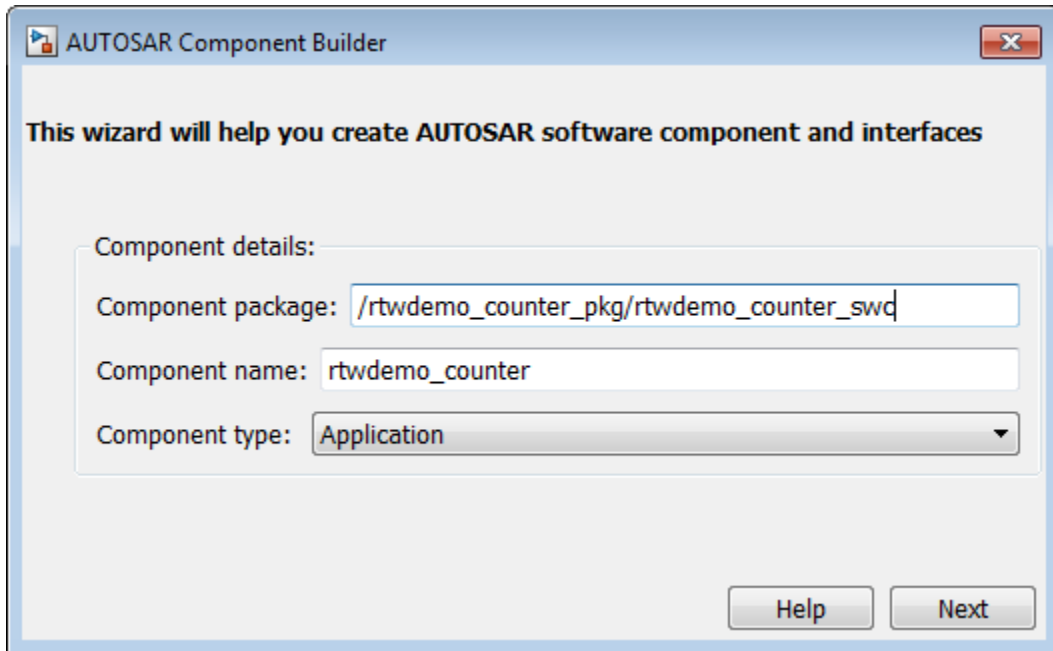 AUTOSAR Component Builder
This wizard will help you create AUTOSAR software component and interfaces
Component details:
Component package: /rtwdemo_counter_pkg/rtwdemo_counter_swc
Component name: rtwdemo_counter
Component type: Application
Help Next